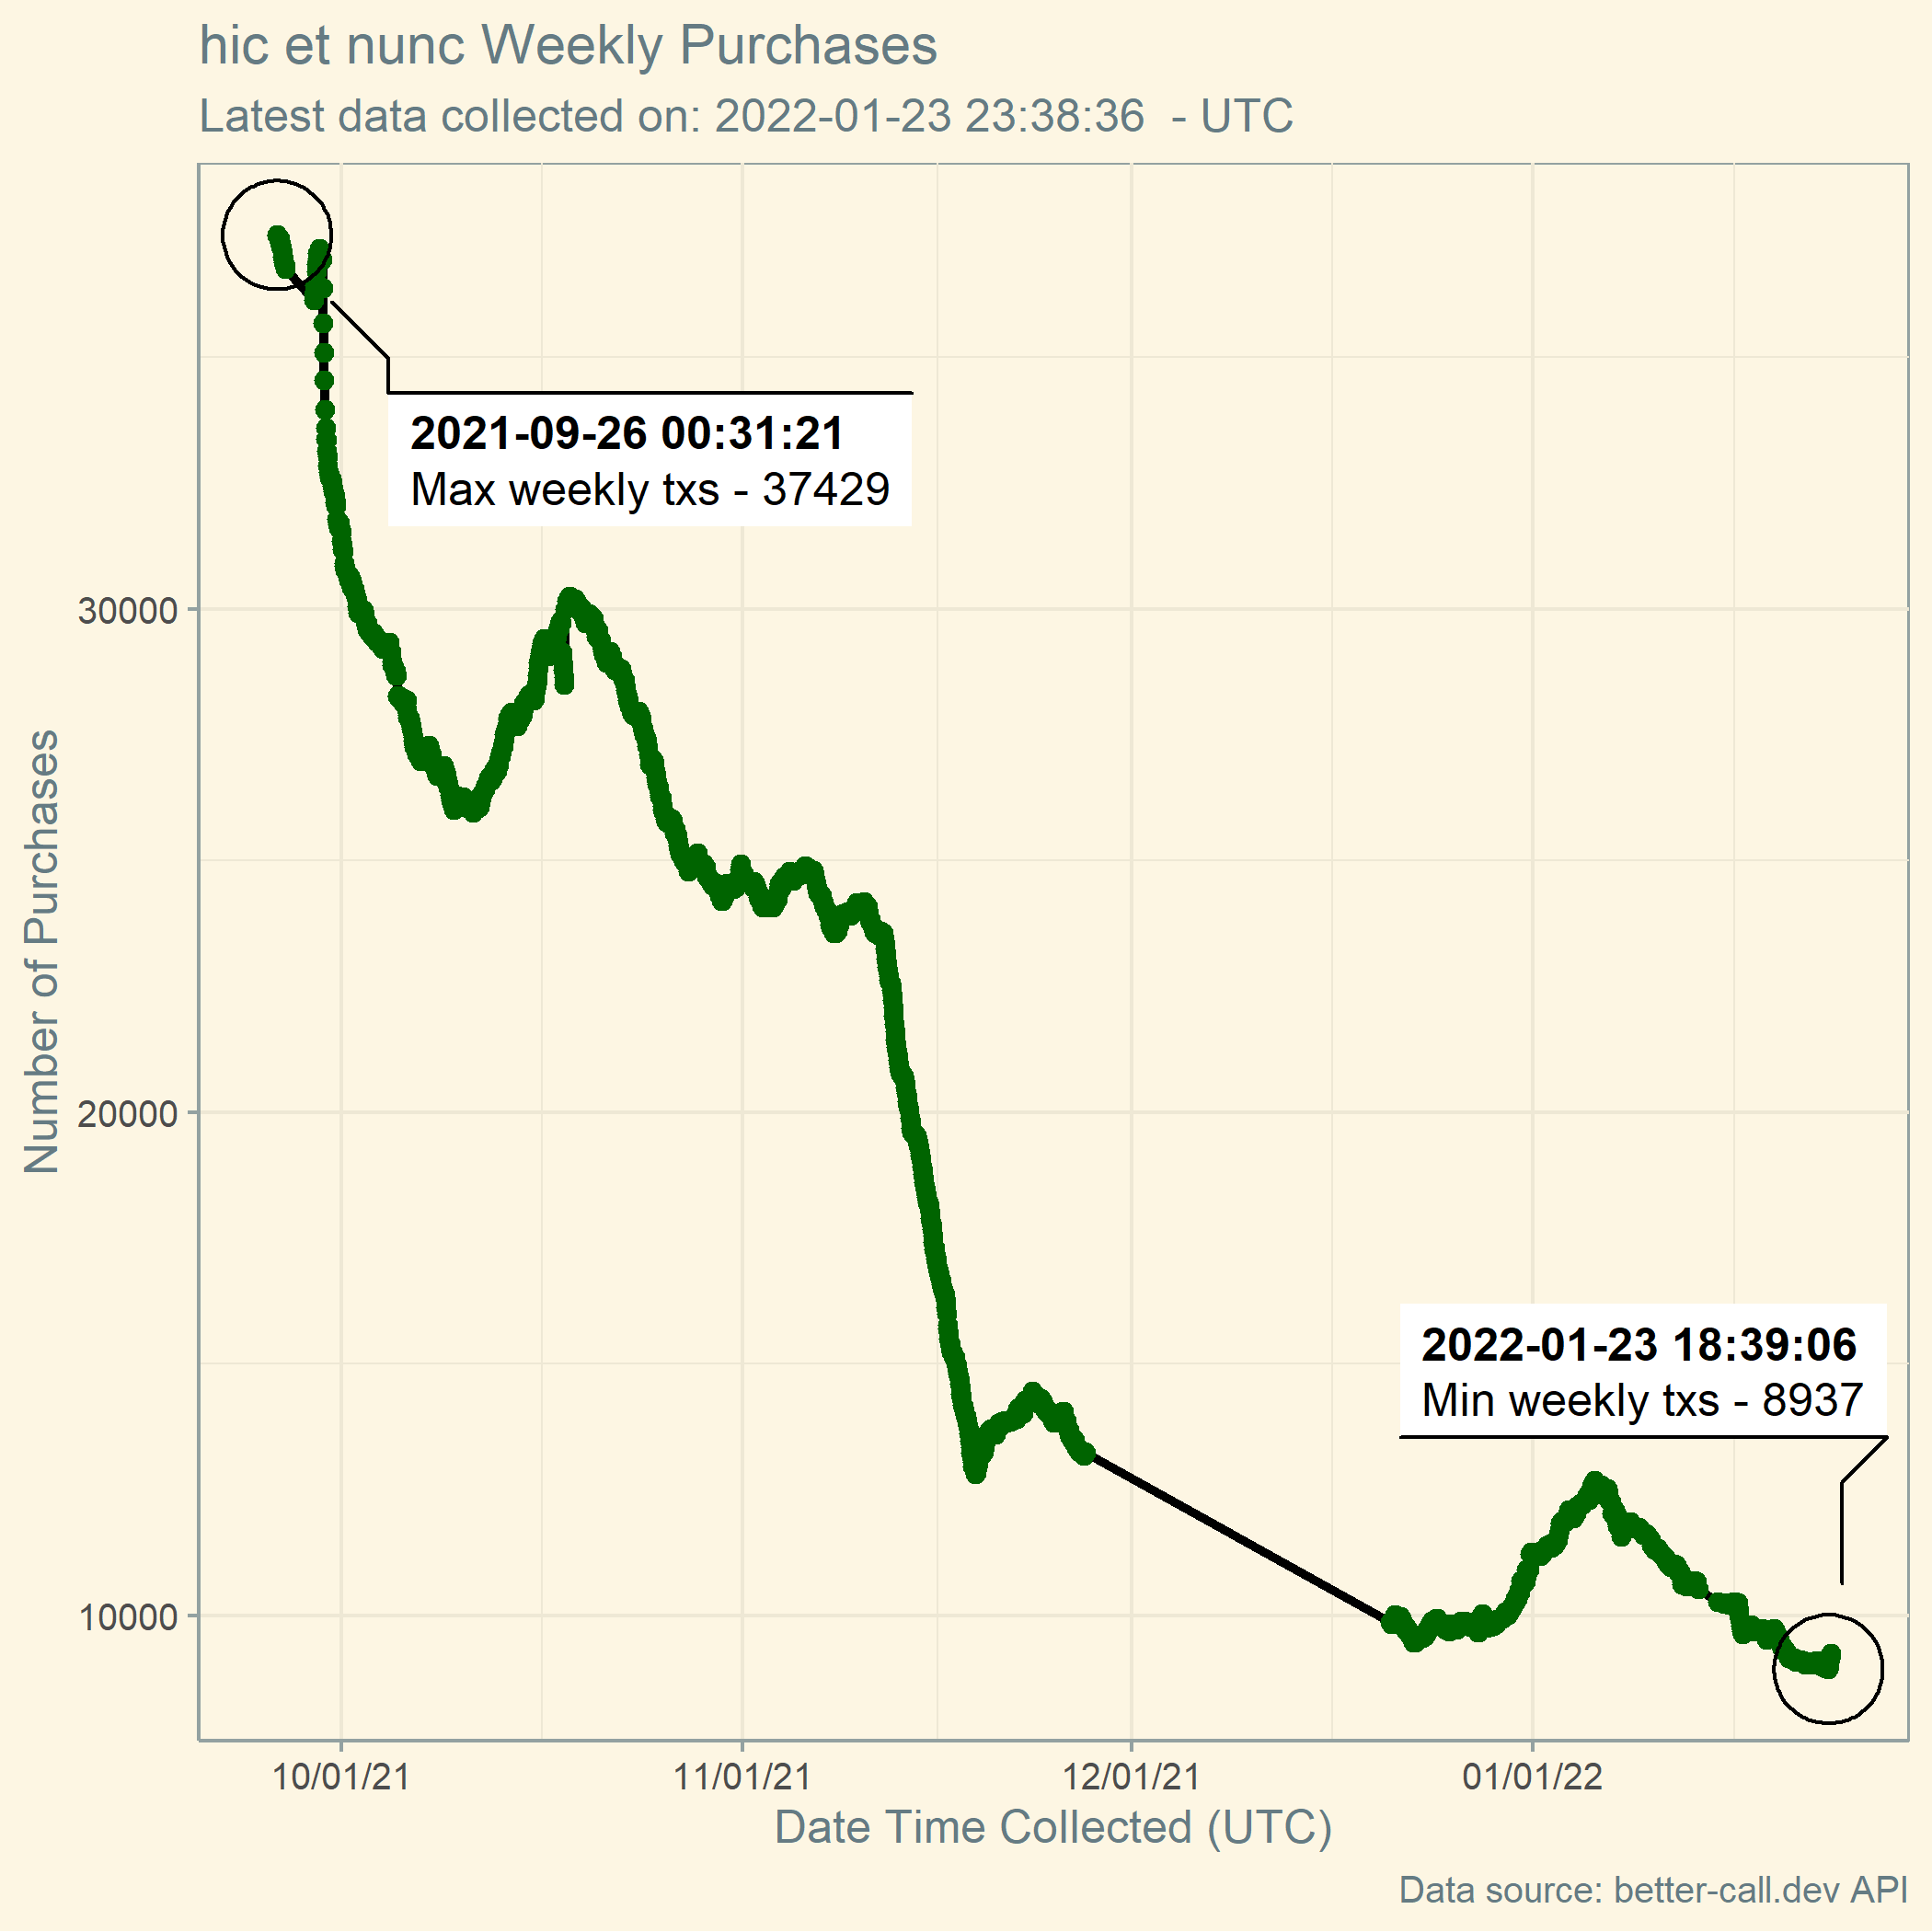 hic et nunc Weekly Purchases
Latest data collected on: 2022-01-23 23:38:36  - UTC
2021-09-26 00:31:21
Max weekly txs - 37429
30000
20000
10000
Number of Purchases
2022-01-23 18:39:06
Min weekly txs - 8937
10/01/21
11/01/21
12/01/21
01/01/22
Date Time Collected (UTC)
Data source: better-call.dev API